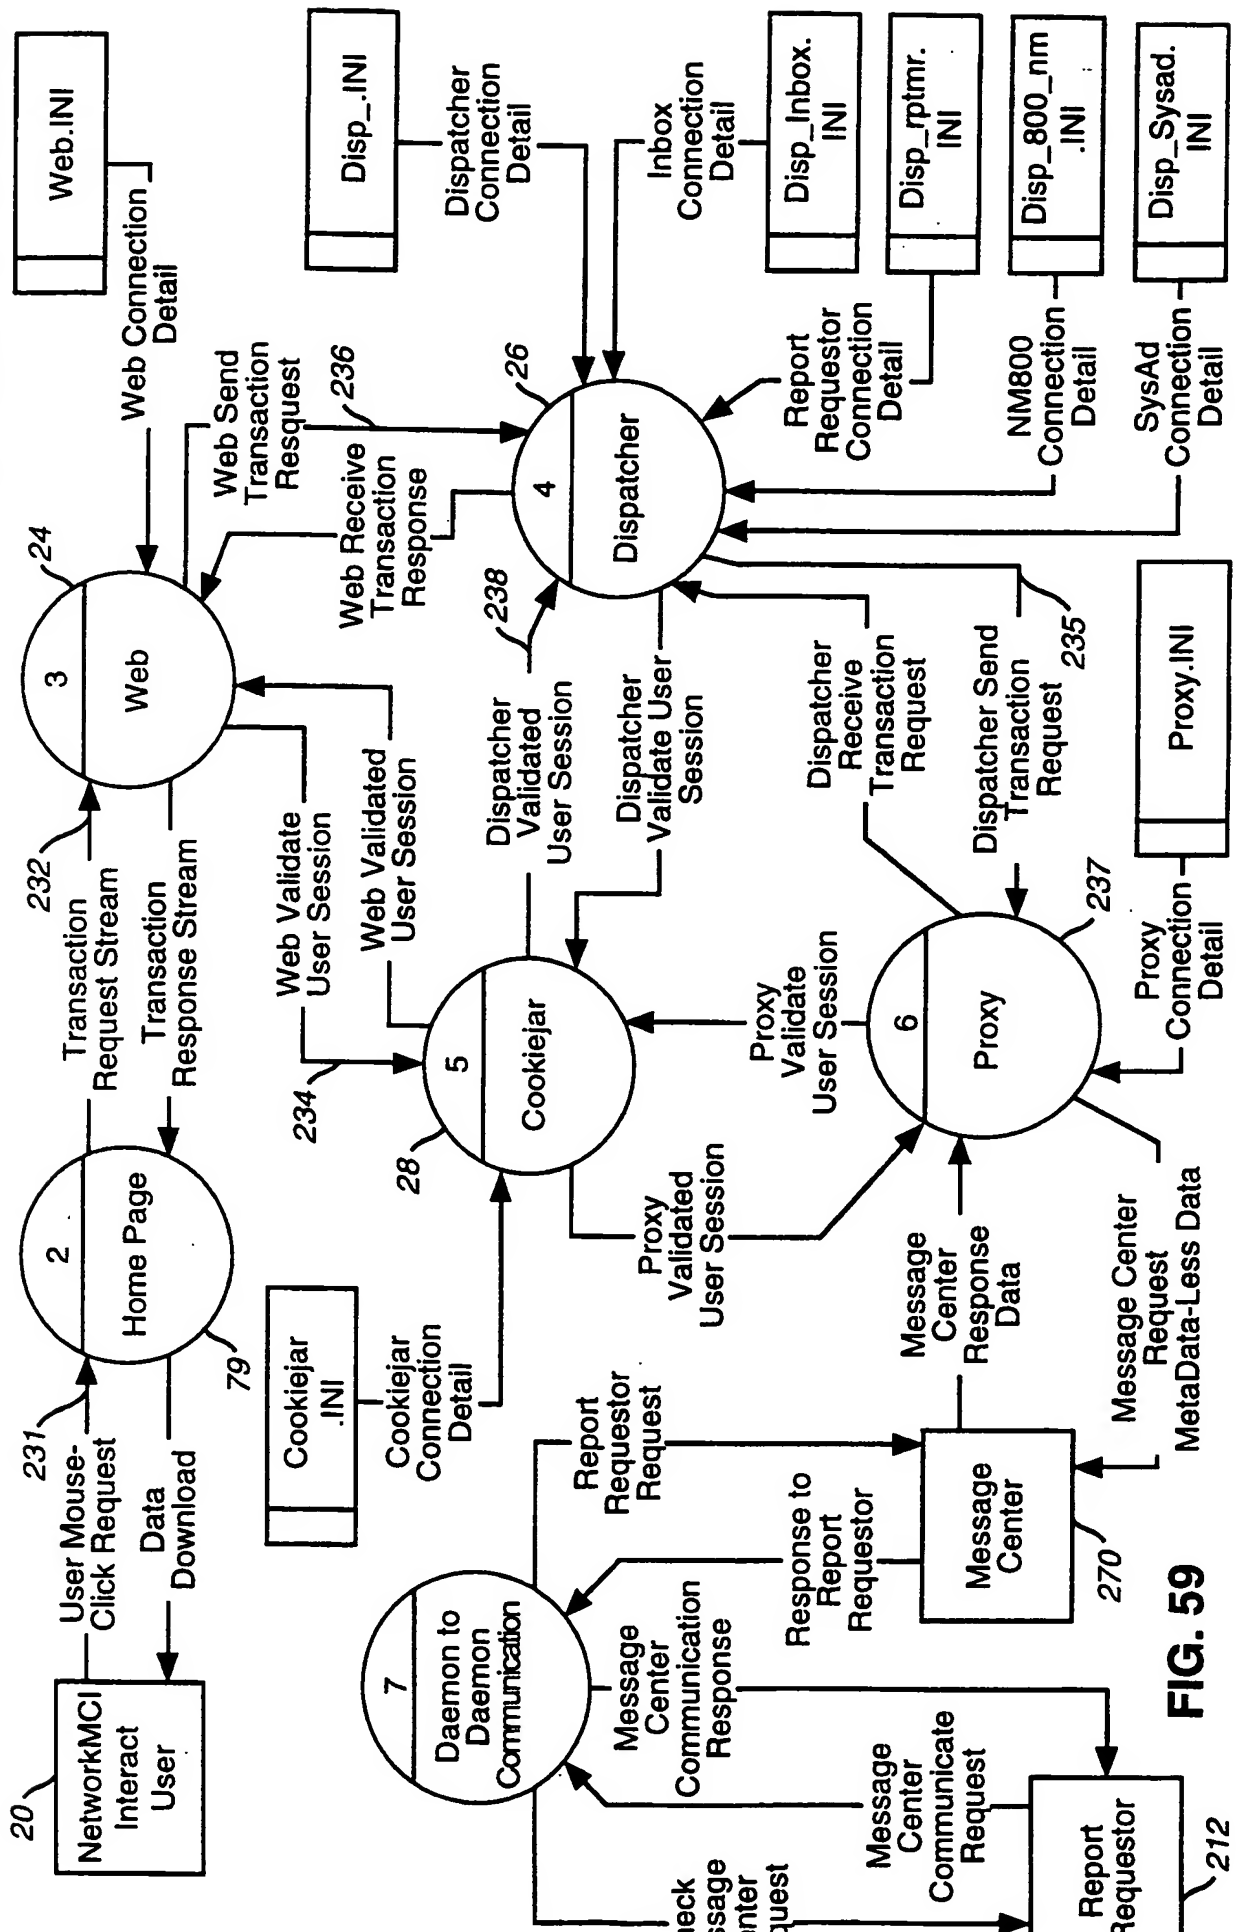 20
NetworkMCI
Interact
User
User Mouse-
Click Request
231
Data
Download
2
Home Page
79
Transaction
Request Stream
232
Transaction
Response Stream
3
Web
24
Web Connection
Detail
Web.INI
Web Send
Transaction
Resquest
236
Web Receive
Transaction
Response
Web Validate
User Session
234
Web Validated
User Session
Cookiejar
.INI
Cookiejar
Connection
Detail
28
5
Cookiejar
Dispatcher
Validated
User Session
238
Dispatcher
Validate User
Session
4
Dispatcher
26
Disp_.INI
Dispatcher
Connection
Detail
Inbox
Connection
Detail
Disp_Inbox.
INI
Report
Requestor
Connection
Detail
Disp_rptmr.
INI
NM800
Connection
Detail
Disp_800_nm
.INI
SysAd
Connection
Detail
Disp_Sysad.
INI
7
Daemon to
Daemon
Communication
Report
Requestor
Request
Response to
Report
Requestor
Message
Center
Communication
Response
Message
Center
Communicate
Request
Message
Center
270
Message
Center
Response
Data
Message Center
Request
MetaData-Less Data
Proxy
Validated
User Session
Proxy
Validate
User Session
6
Proxy
237
Dispatcher
Receive
Transaction
Request
Dispatcher Send
Transaction
Request
235
Proxy
Connection
Detail
Proxy.INI
Report
212
FIG. 59